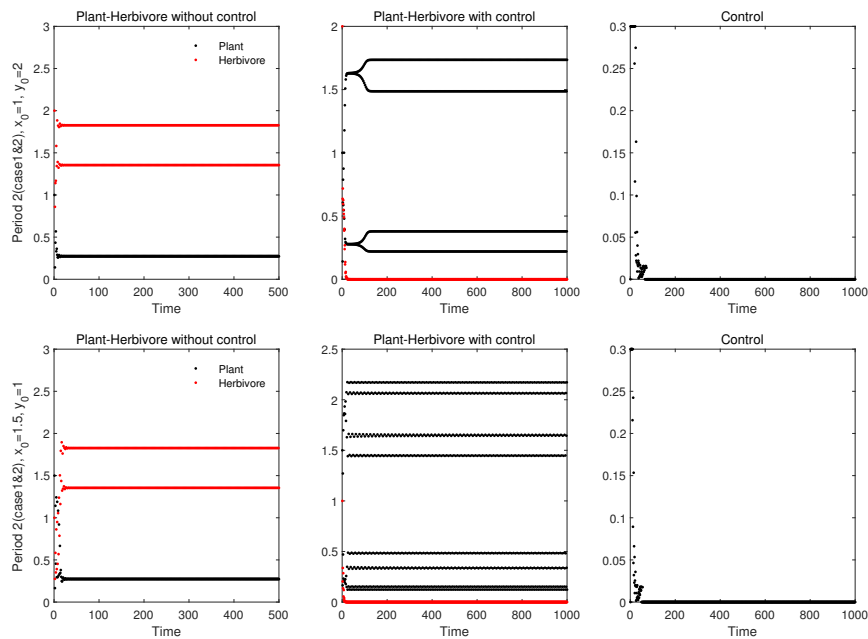 Plant-Herbivore without control
Plant-Herbivore with control
Control
Period 2(case1&2), x0=1, y0=2
3
2.5
2
1.5
1
0.5
0
Plant
Herbivore
0 100 200 300 400 500
Time
2
1.5
1
0.5
0
0 200 400 600 800 1000
Time
0.3
0.25
0.2
0.15
0.1
0.05
0
0 200 400 600 800 1000
Time
Plant-Herbivore without control
Plant-Herbivore with control
Control
Period 2(case1&2), x0=1.5, y0=1
3
2.5
2
1.5
1
0.5
0
Plant
Herbivore
0 100 200 300 400 500
Time
2.5
2
1.5
1
0.5
0
0 200 400 600 800 1000
Time
0.3
0.25
0.2
0.15
0.1
0.05
0
0 200 400 600 800 1000
Time